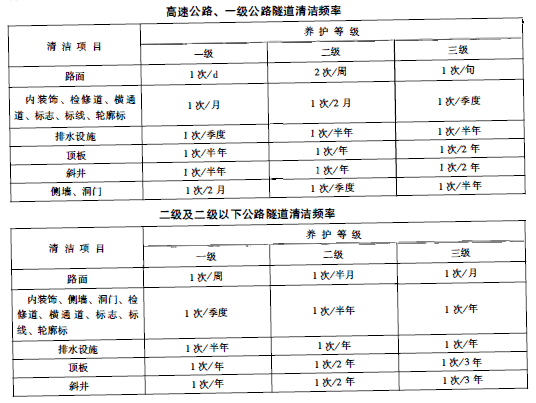 高速公路、一级公路隧道清洁频率
清洁项目 养护等级
一级 二级 三级
路面 1次/d 2次/周 1次/旬
内装饰、检修道、横通
道、标志、标线、轮廓标 1次/月 1次/2月 1次/季度
排水设施 1次/季度 1次/半年 1次/半年
顶板 1次/半年 1次/年 1次/2年
斜井 1次/半年 1次/年 1次/2年
侧墙、洞门 1次/2月 1次/季度 1次/半年
二级及二级以下公路隧道清洁频率
清洁项目 养护等级
一级 二级 三级
路面 1次/周 1次/半月 1次/月
内装饰、侧墙、洞门、检
修道、横通道、标志、标
线、轮廓标 1次/季度 1次/半年 1次/年
排水设施 1次/半年 1次/年 1次/年
顶板 1次/年 1次/2年 1次/3年
斜井 1次/年 1次/2年 1次/3年